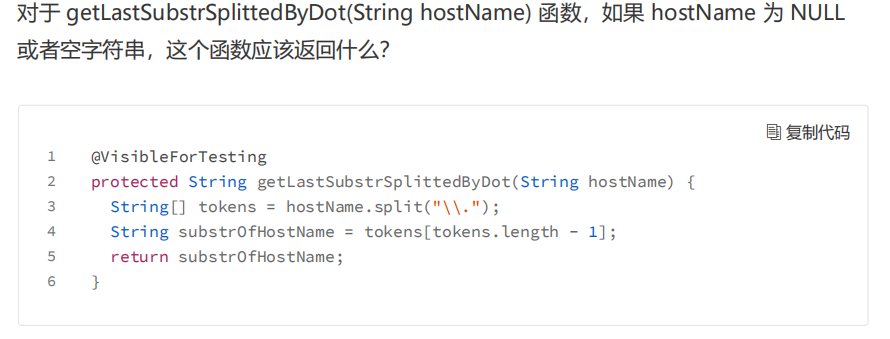 对于 getLastSubstrSplittedByDot(String hostName) 函数，如果 hostName 为 NULL
或者空字符串，这个函数应该返回什么？
复制代码
1 @VisibleForTesting
2 protected String getLastSubstrSplittedByDot(String hostName) {
3 String[] tokens = hostName.split("\\.");
4 String substrOfHostName = tokens[tokens.length - 1];
5 return substrOfHostName;
6 }